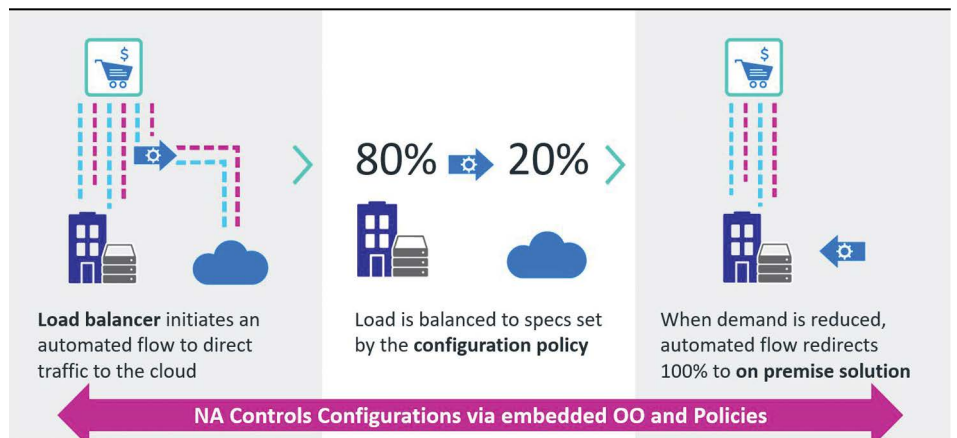 $
$
80%
20%
Load balancer initiates an
automated flow to direct
traffic to the cloud
Load is balanced to specs set
by the configuration policy
When demand is reduced,
automated flow redirects
100% to on premise solution
NA Controls Configurations via embedded OO and Policies